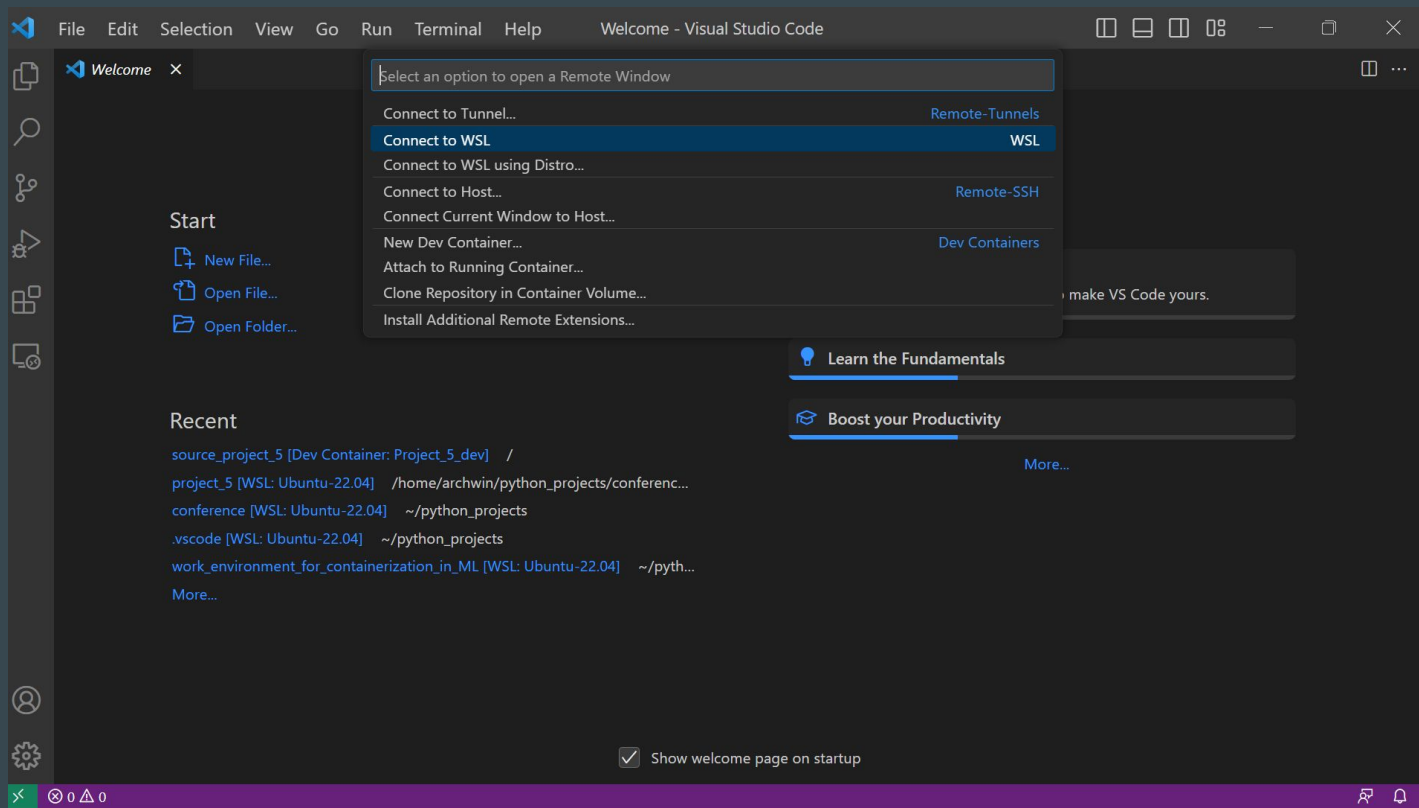 File Edit Selection View Go Run Terminal Help Welcome - Visual Studio Code
Welcome
Select an option to open a Remote Window
Connect to Tunnel... Remote-Tunnels
Connect to WSL WSL
Connect to WSL using Distro...
Connect to Host... Remote-SSH
Connect Current Window to Host...
New Dev Container... Dev Containers
Attach to Running Container...
Clone Repository in Container Volume...
Install Additional Remote Extensions...
Start
New File...
Open File...
Open Folder...
make VS Code yours.
Learn the Fundamentals
Boost your Productivity
More...
Recent
source_project_5 [Dev Container: Project_5_dev] /
project_5 [WSL: Ubuntu-22.04] /home/archwin/python_projects/conferenc...
conference [WSL: Ubuntu-22.04] ~/python_projects
.vscode [WSL: Ubuntu-22.04] ~/python_projects
work_environment_for_containerization_in_ML [WSL: Ubuntu-22.04] ~/pyth...
More...
Show welcome page on startup
0 0